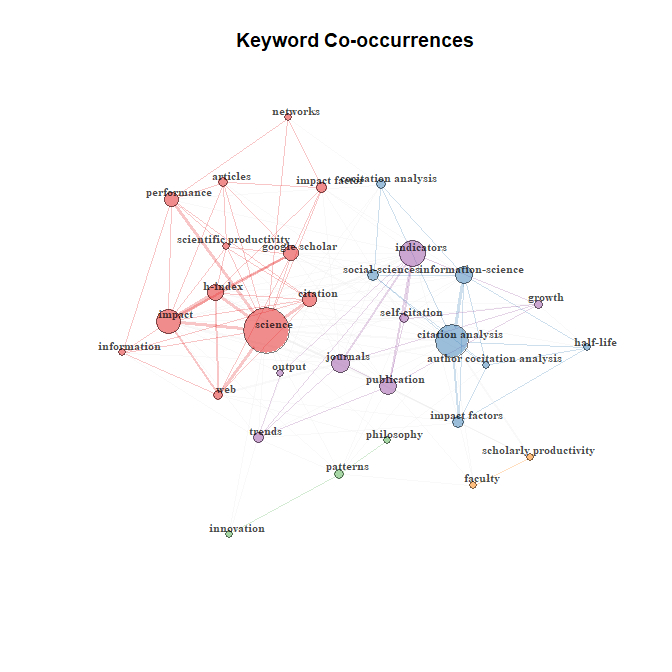 Keyword Co-occurrences
networks
articles
impact factor
cocitation analysis
performance
scientific productivity
google scholar
indicators
social-sciences
information-science
h-index
citation
growth
impact
science
self-citation
citation analysis
information
journals
author cocitation analysis
half-life
output
publication
web
impact factors
trends
philosophy
scholarly productivity
patterns
faculty
innovation